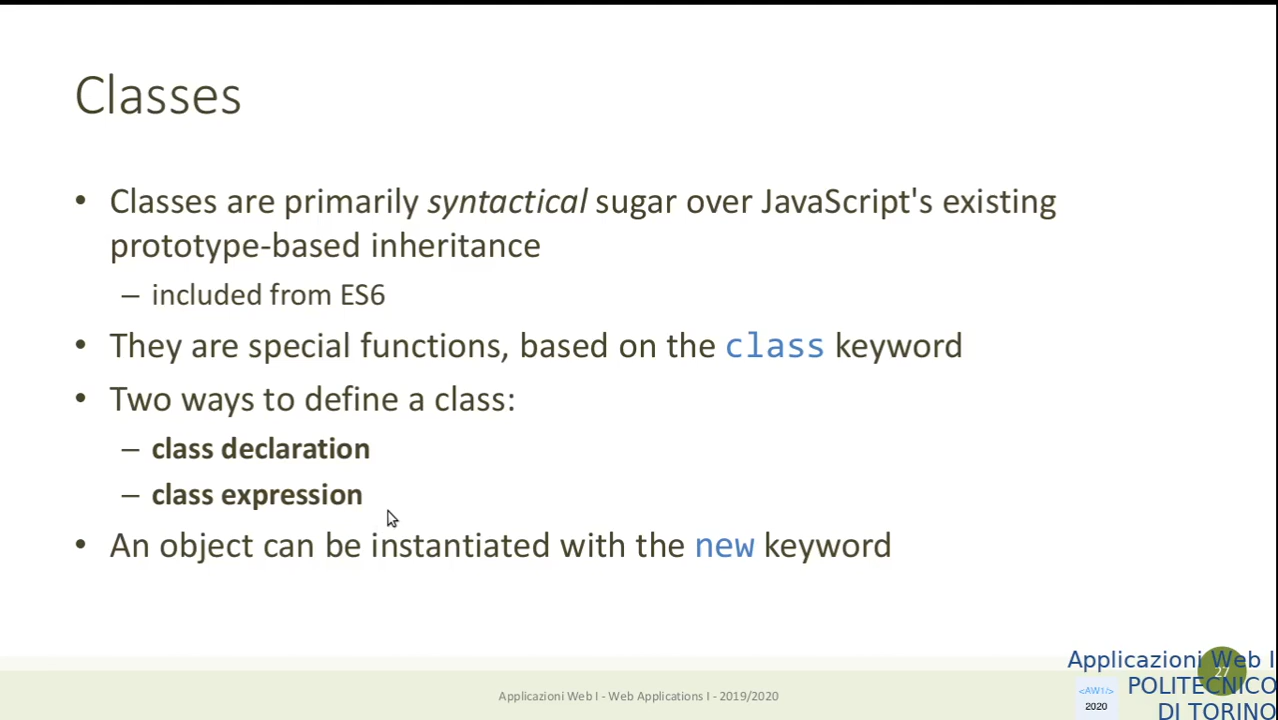 Classes
• Classes are primarily syntactical sugar over JavaScript's existing
prototype-based inheritance
– included from ES6
• They are special functions, based on the class keyword
• Two ways to define a class:
– class declaration
– class expression
• An object can be instantiated with the new keyword
Applicazioni Web I - Web Applications I - 2019/2020
27
Applicazioni Web I
POLITECNICO
DI TORINO
<AW1/>
2020